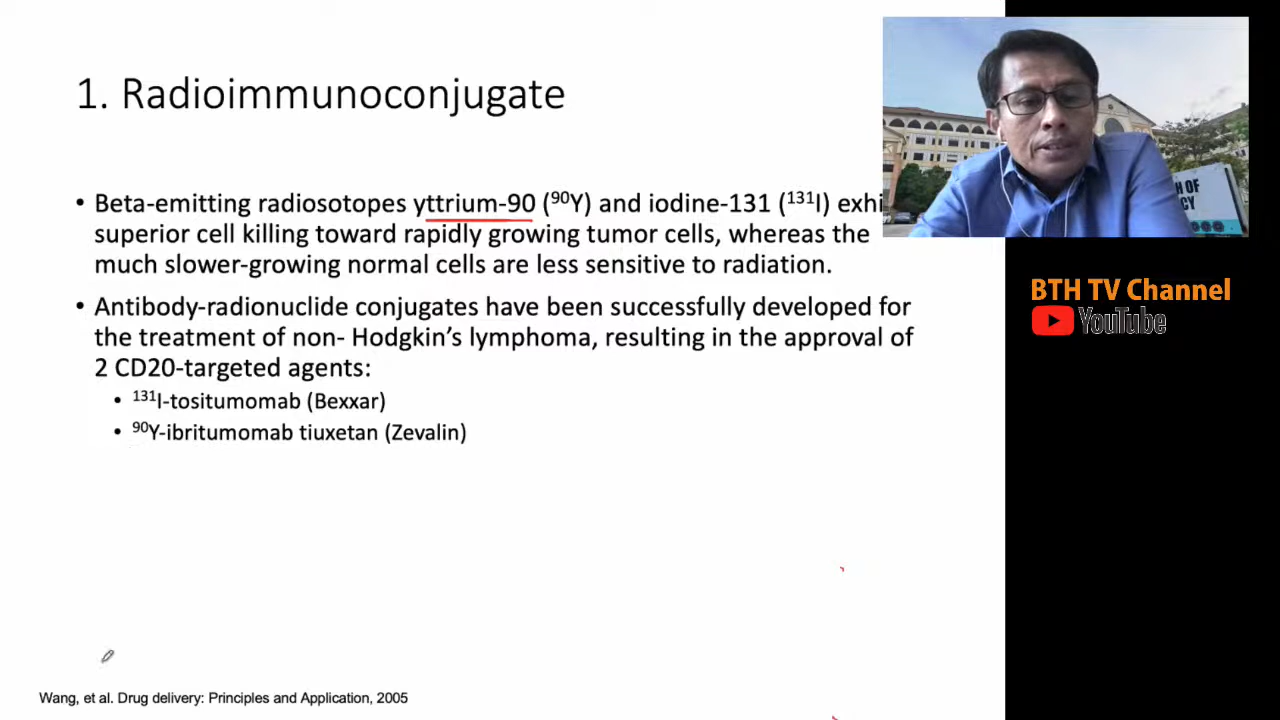 1. Radioimmunoconjugate
• Beta-emitting radiosotopes yttrium-90 (⁹⁰Y) and iodine-131 (¹³¹I) exhi
superior cell killing toward rapidly growing tumor cells, whereas the
much slower-growing normal cells are less sensitive to radiation.
• Antibody-radionuclide conjugates have been successfully developed for
the treatment of non- Hodgkin's lymphoma, resulting in the approval of
2 CD20-targeted agents:
• ¹³¹I-tositumomab (Bexxar)
• ⁹⁰Y-ibritumomab tiuxetan (Zevalin)
Wang, et al. Drug delivery: Principles and Application, 2005
H OF
CY
BTH TV Channel
YouTube